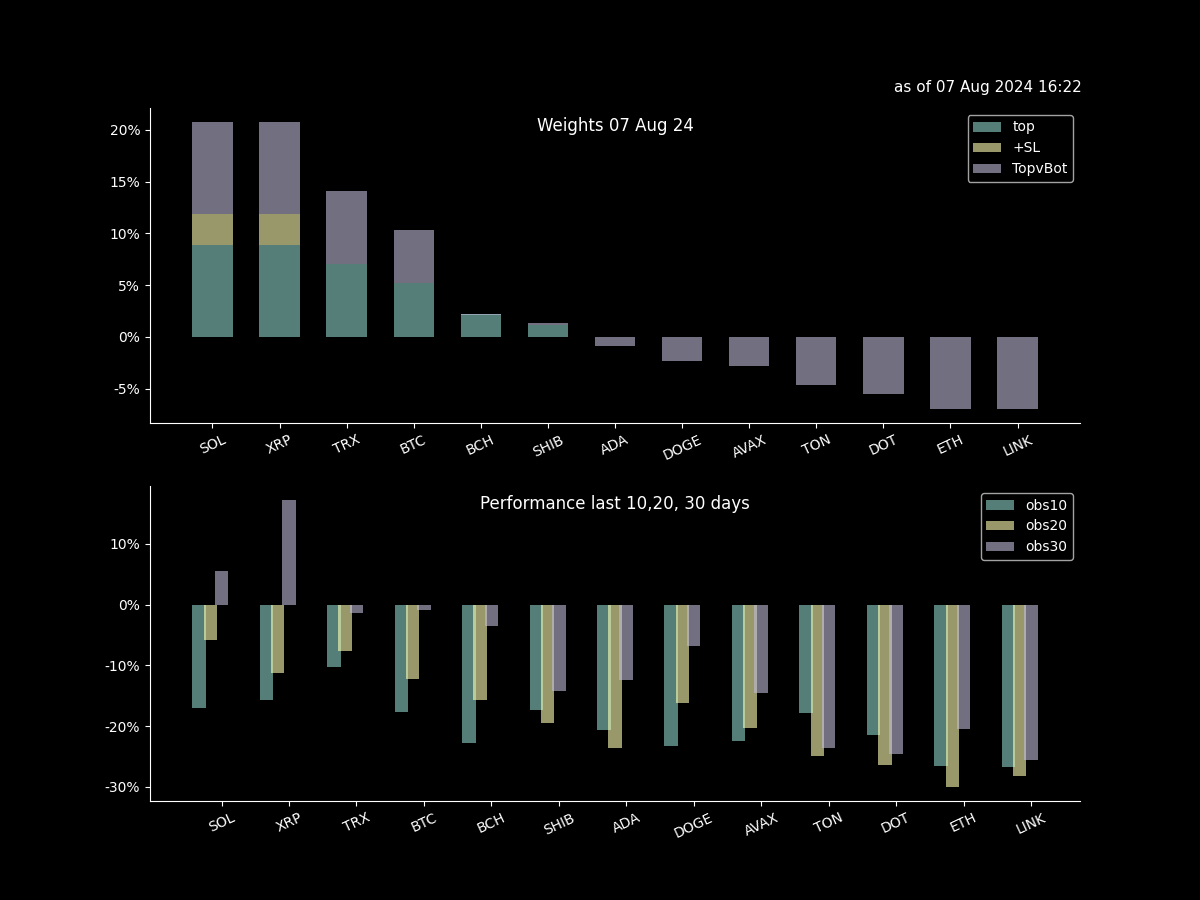 as of 07 Aug 2024 16:22
Weights 07 Aug 24
top
+SL
TopvBot
20%
15%
10%
5%
0%
-5%
SOL XRP TRX BTC BCH SHIB ADA DOGE AVAX TON DOT ETH LINK
Performance last 10,20, 30 days
obs10
obs20
obs30
10%
0%
-10%
-20%
-30%
SOL XRP TRX BTC BCH SHIB ADA DOGE AVAX TON DOT ETH LINK